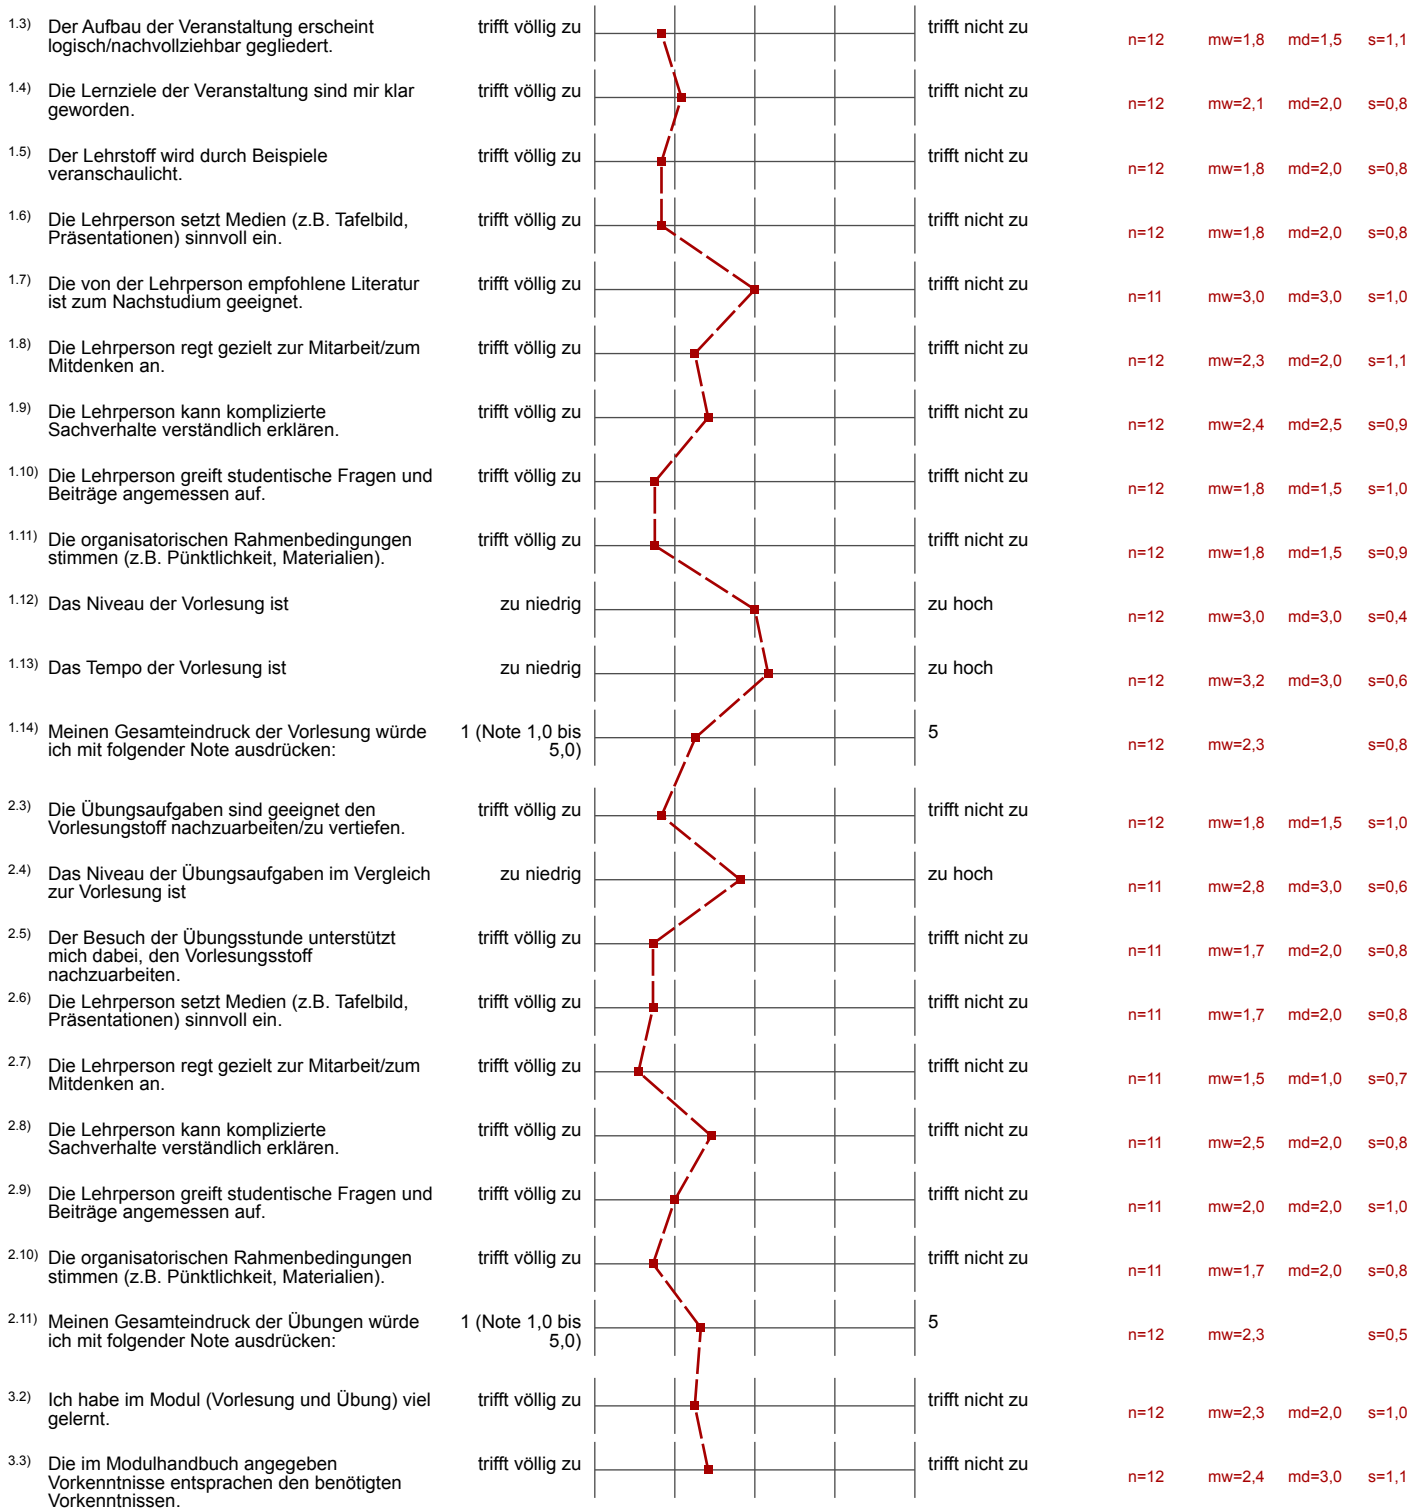 1.3) Der Aufbau der Veranstaltung erscheint logisch/nachvollziehbar gegliedert. trifft völlig zu trifft nicht zu n=12 mw=1,8 md=1,5 s=1,1
1.4) Die Lernziele der Veranstaltung sind mir klar geworden. trifft völlig zu trifft nicht zu n=12 mw=2,1 md=2,0 s=0,8
1.5) Der Lehrstoff wird durch Beispiele veranschaulicht. trifft völlig zu trifft nicht zu n=12 mw=1,8 md=2,0 s=0,8
1.6) Die Lehrperson setzt Medien (z.B. Tafelbild, Präsentationen) sinnvoll ein. trifft völlig zu trifft nicht zu n=12 mw=1,8 md=2,0 s=0,8
1.7) Die von der Lehrperson empfohlene Literatur ist zum Nachstudium geeignet. trifft völlig zu trifft nicht zu n=11 mw=3,0 md=3,0 s=1,0
1.8) Die Lehrperson regt gezielt zur Mitarbeit/zum Mitdenken an. trifft völlig zu trifft nicht zu n=12 mw=2,3 md=2,0 s=1,1
1.9) Die Lehrperson kann komplizierte Sachverhalte verständlich erklären. trifft völlig zu trifft nicht zu n=12 mw=2,4 md=2,5 s=0,9
1.10) Die Lehrperson greift studentische Fragen und Beiträge angemessen auf. trifft völlig zu trifft nicht zu n=12 mw=1,8 md=1,5 s=1,0
1.11) Die organisatorischen Rahmenbedingungen stimmen (z.B. Pünktlichkeit, Materialien). trifft völlig zu trifft nicht zu n=12 mw=1,8 md=1,5 s=0,9
1.12) Das Niveau der Vorlesung ist zu niedrig zu hoch n=12 mw=3,0 md=3,0 s=0,4
1.13) Das Tempo der Vorlesung ist zu niedrig zu hoch n=12 mw=3,2 md=3,0 s=0,6
1.14) Meinen Gesamteindruck der Vorlesung würde ich mit folgender Note ausdrücken: 1 (Note 1,0 bis 5,0) 5 n=12 mw=2,3 s=0,8
2.3) Die Übungsaufgaben sind geeignet den Vorlesungstoff nachzuarbeiten/zu vertiefen. trifft völlig zu trifft nicht zu n=12 mw=1,8 md=1,5 s=1,0
2.4) Das Niveau der Übungsaufgaben im Vergleich zur Vorlesung ist zu niedrig zu hoch n=11 mw=2,8 md=3,0 s=0,6
2.5) Der Besuch der Übungsstunde unterstützt mich dabei, den Vorlesungsstoff nachzuarbeiten. trifft völlig zu trifft nicht zu n=11 mw=1,7 md=2,0 s=0,8
2.6) Die Lehrperson setzt Medien (z.B. Tafelbild, Präsentationen) sinnvoll ein. trifft völlig zu trifft nicht zu n=11 mw=1,7 md=2,0 s=0,8
2.7) Die Lehrperson regt gezielt zur Mitarbeit/zum Mitdenken an. trifft völlig zu trifft nicht zu n=11 mw=1,5 md=1,0 s=0,7
2.8) Die Lehrperson kann komplizierte Sachverhalte verständlich erklären. trifft völlig zu trifft nicht zu n=11 mw=2,5 md=2,0 s=0,8
2.9) Die Lehrperson greift studentische Fragen und Beiträge angemessen auf. trifft völlig zu trifft nicht zu n=11 mw=2,0 md=2,0 s=1,0
2.10) Die organisatorischen Rahmenbedingungen stimmen (z.B. Pünktlichkeit, Materialien). trifft völlig zu trifft nicht zu n=11 mw=1,7 md=2,0 s=0,8
2.11) Meinen Gesamteindruck der Übungen würde ich mit folgender Note ausdrücken: 1 (Note 1,0 bis 5,0) 5 n=12 mw=2,3 s=0,5
3.2) Ich habe im Modul (Vorlesung und Übung) viel gelernt. trifft völlig zu trifft nicht zu n=12 mw=2,3 md=2,0 s=1,0
3.3) Die im Modulhandbuch angegeben Vorkenntnisse entsprachen den benötigten Vorkenntnissen. trifft völlig zu trifft nicht zu n=12 mw=2,4 md=3,0 s=1,1